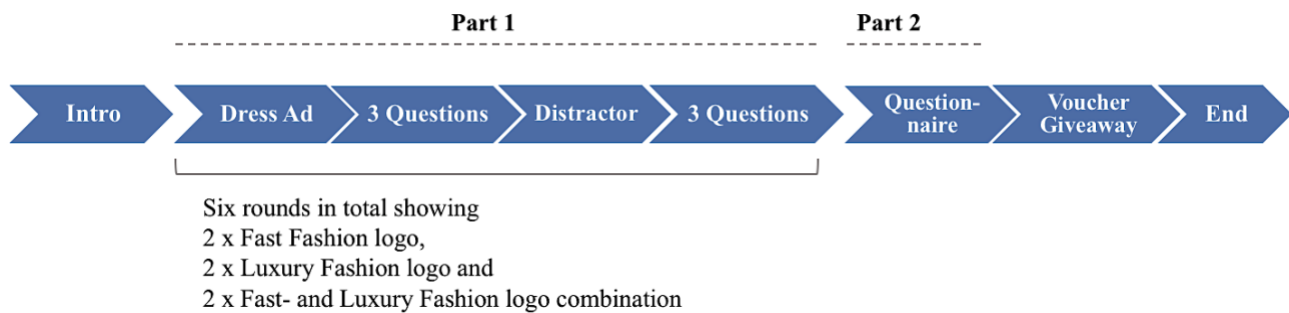 Part 1
Part 2
Intro
Dress Ad
3 Questions
Distractor
3 Questions
Question-
naire
Voucher
Giveaway
End
Six rounds in total showing
2 x Fast Fashion logo,
2 x Luxury Fashion logo and
2 x Fast- and Luxury Fashion logo combination